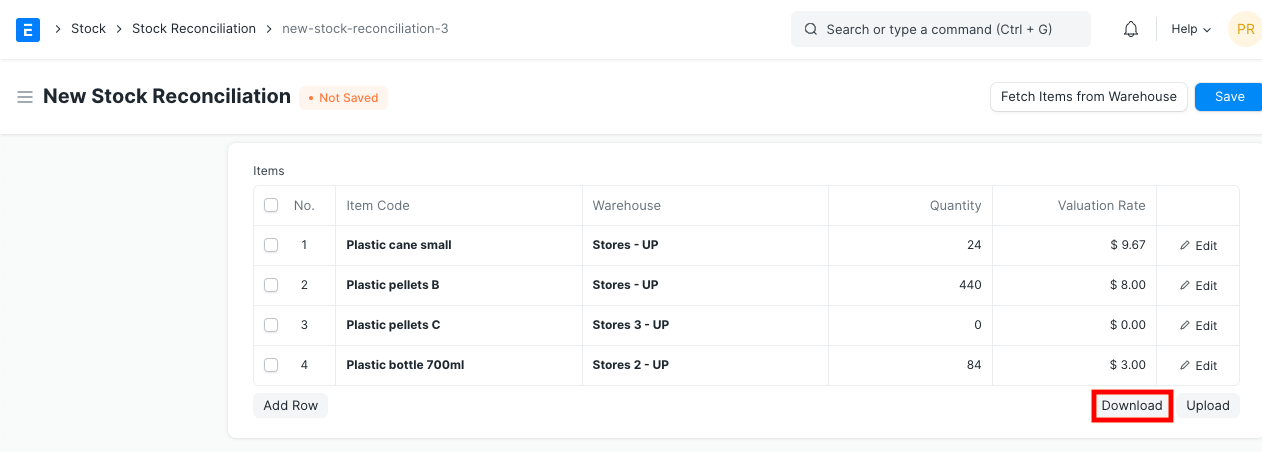 E Stock Stock Reconciliation new-stock-reconciliation-3 Search or type a command (Ctrl + G) Help PR
New Stock Reconciliation • Not Saved Fetch Items from Warehouse Save
Items
No. Item Code Warehouse Quantity Valuation Rate
1 Plastic cane small Stores - UP 24 $ 9.67 Edit
2 Plastic pellets B Stores - UP 440 $ 8.00 Edit
3 Plastic pellets C Stores 3 - UP 0 $ 0.00 Edit
4 Plastic bottle 700ml Stores 2 - UP 84 $ 3.00 Edit
Add Row Download Upload